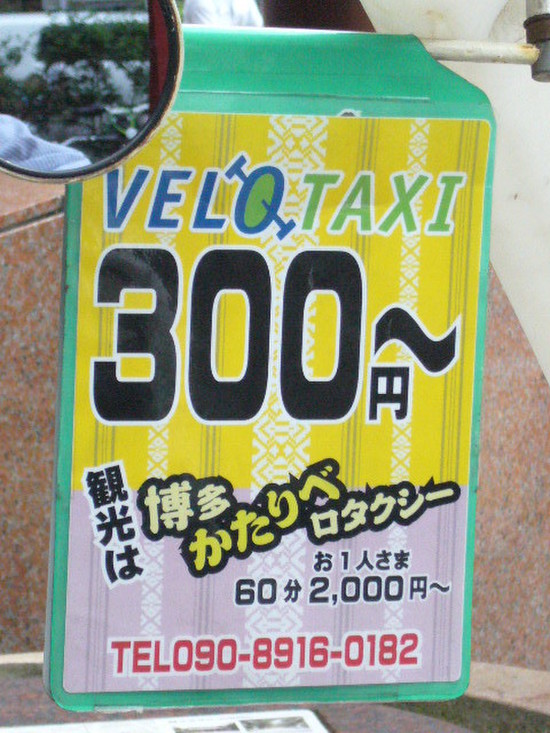 VELOTAXI
300円〜
観光は
博多
かたりべロタクシー
お1人さま
60分2,000円〜
TEL090-8916-0182